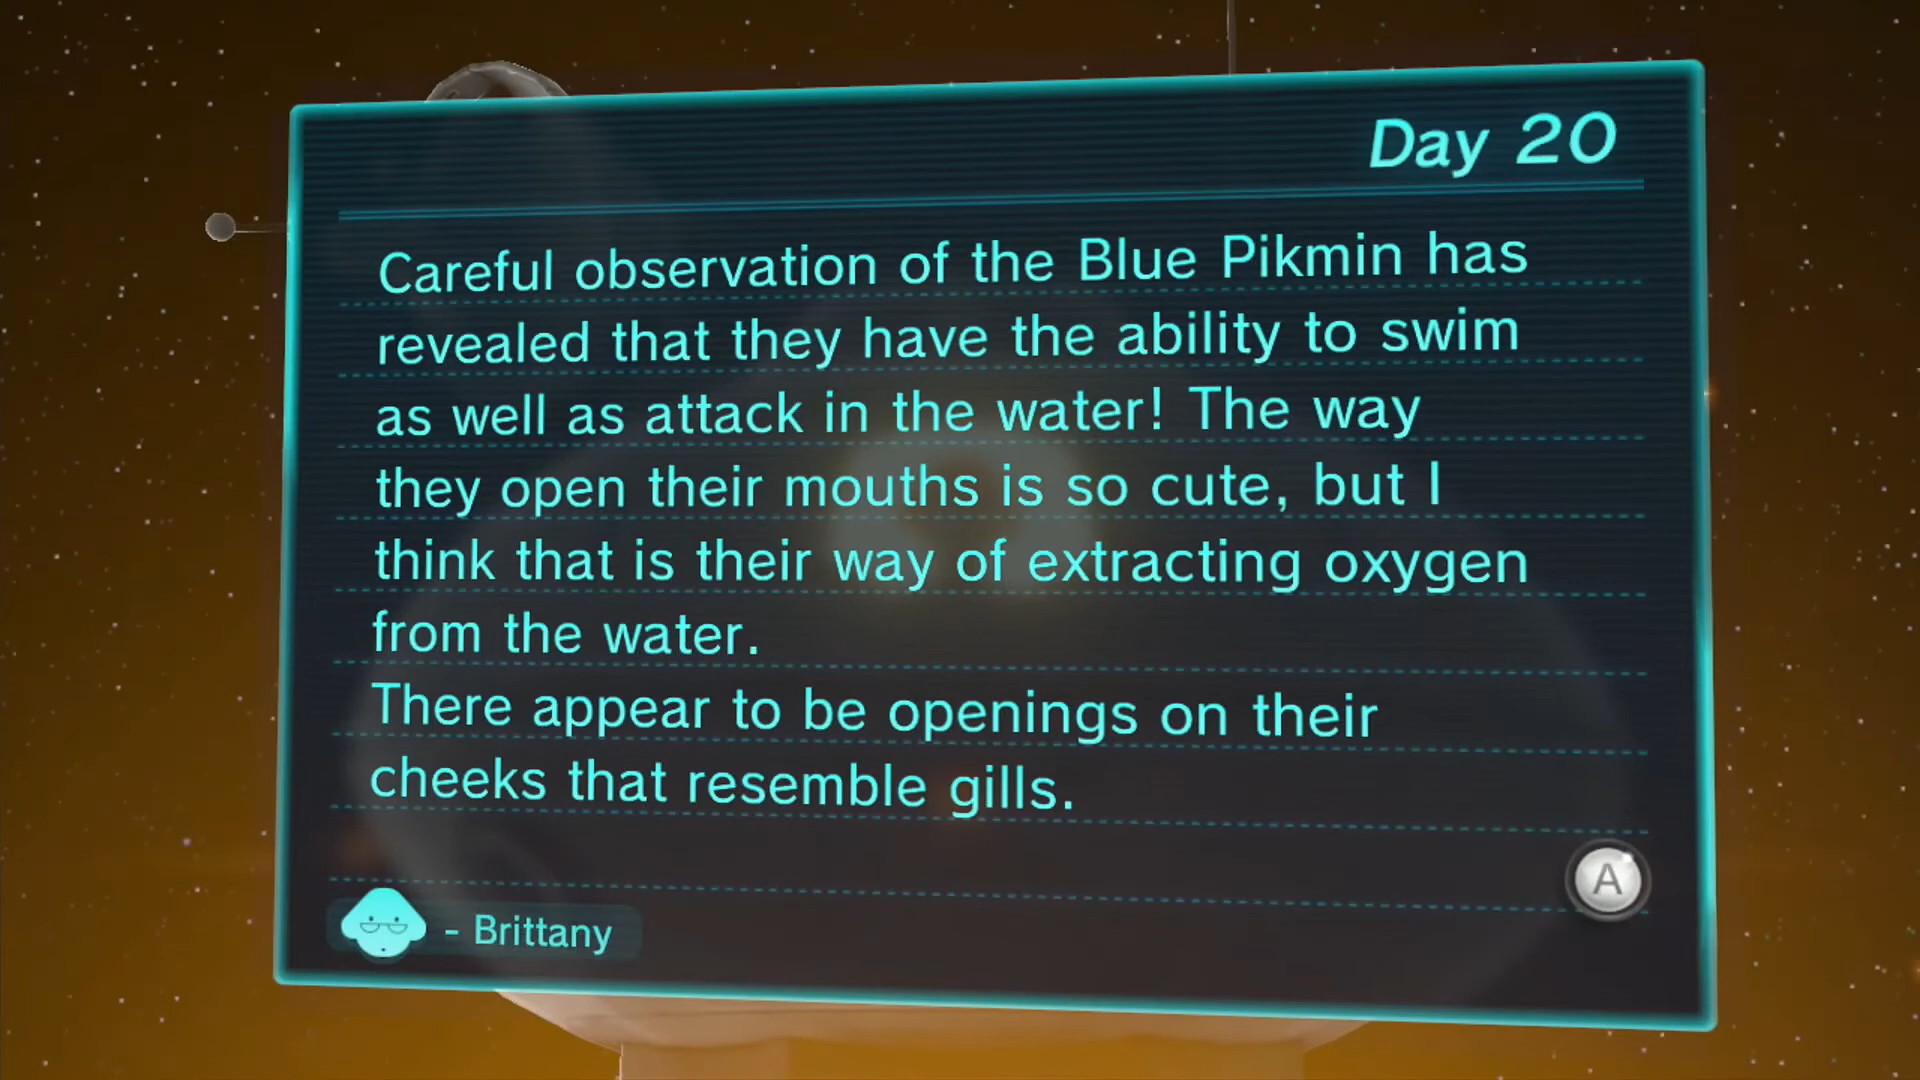 Day 20
Careful observation of the Blue Pikmin has
revealed that they have the ability to swim
as well as attack in the water! The way
they open their mouths is so cute, but I
think that is their way of extracting oxygen
from the water.
There appear to be openings on their
cheeks that resemble gills.
A
- Brittany